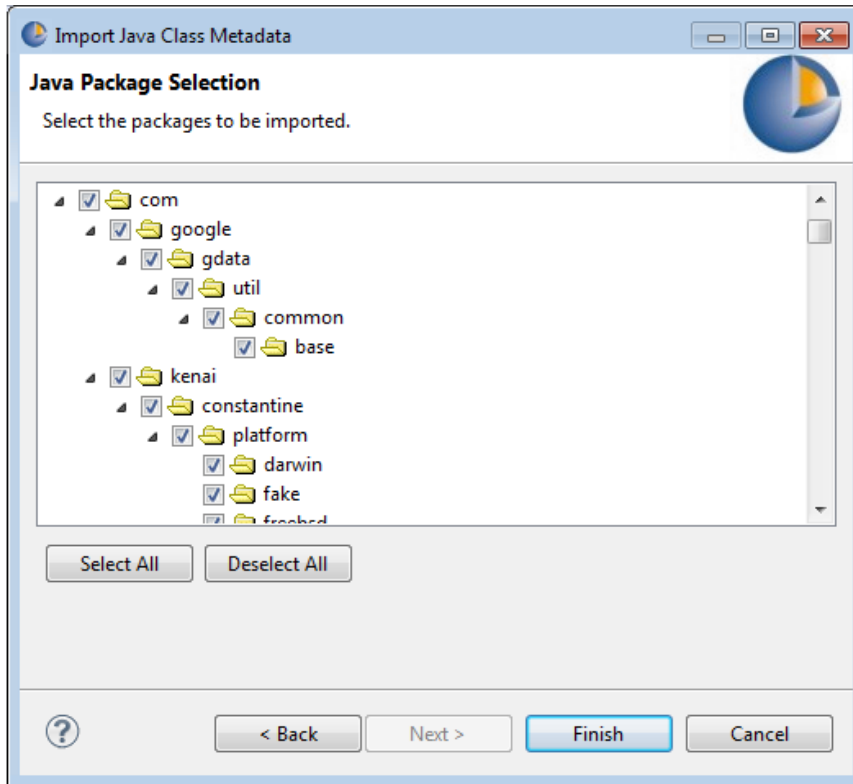 Import Java Class Metadata
Java Package Selection
Select the packages to be imported.
com
google
gdata
util
common
base
kenai
constantine
platform
darwin
fake
freebsd
Select All Deselect All
? < Back Next > Finish Cancel